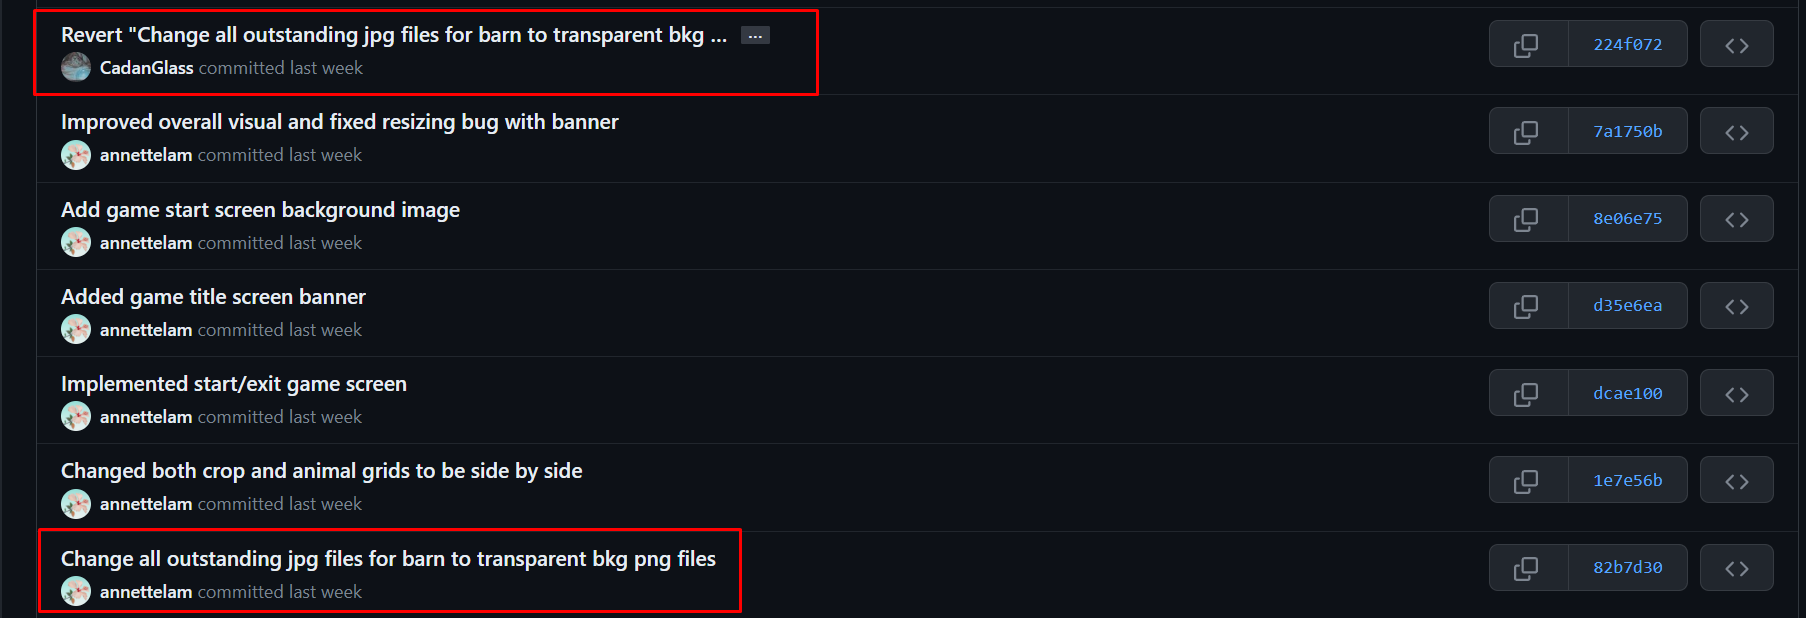 Revert "Change all outstanding jpg files for barn to transparent bkg ... ...
CadanGlass committed last week
224f072
Improved overall visual and fixed resizing bug with banner
annettelam committed last week
7a1750b
Add game start screen background image
annettelam committed last week
8e06e75
Added game title screen banner
annettelam committed last week
d35e6ea
Implemented start/exit game screen
annettelam committed last week
dcae100
Changed both crop and animal grids to be side by side
annettelam committed last week
1e7e56b
Change all outstanding jpg files for barn to transparent bkg png files
annettelam committed last week
82b7d30